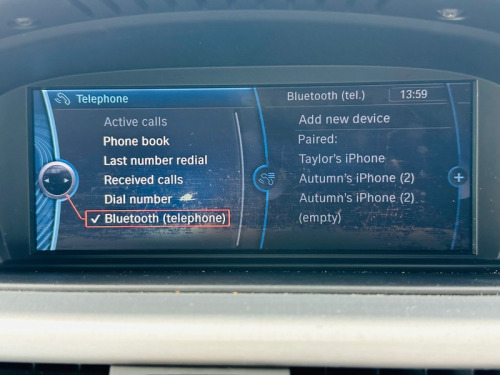 Telephone
Bluetooth (tel.)
13:59
Active calls
Phone book
Last number redial
Received calls
Dial number
Bluetooth (telephone)
Add new device
Paired:
Taylor's iPhone
Autumn's iPhone (2)
Autumn's iPhone (2)
(empty)